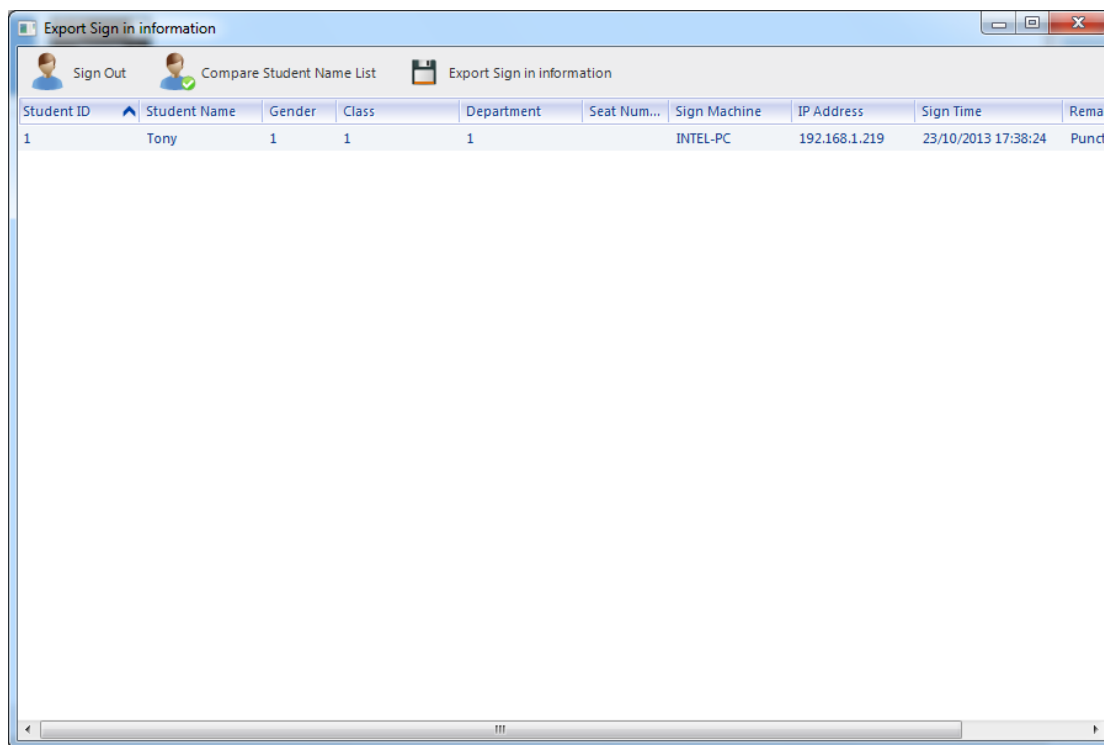 Export Sign in information
Sign Out Compare Student Name List Export Sign in information
Student ID Student Name Gender Class Department Seat Num... Sign Machine IP Address Sign Time Rema
1 Tony 1 1 1 INTEL-PC 192.168.1.219 23/10/2013 17:38:24 Punct